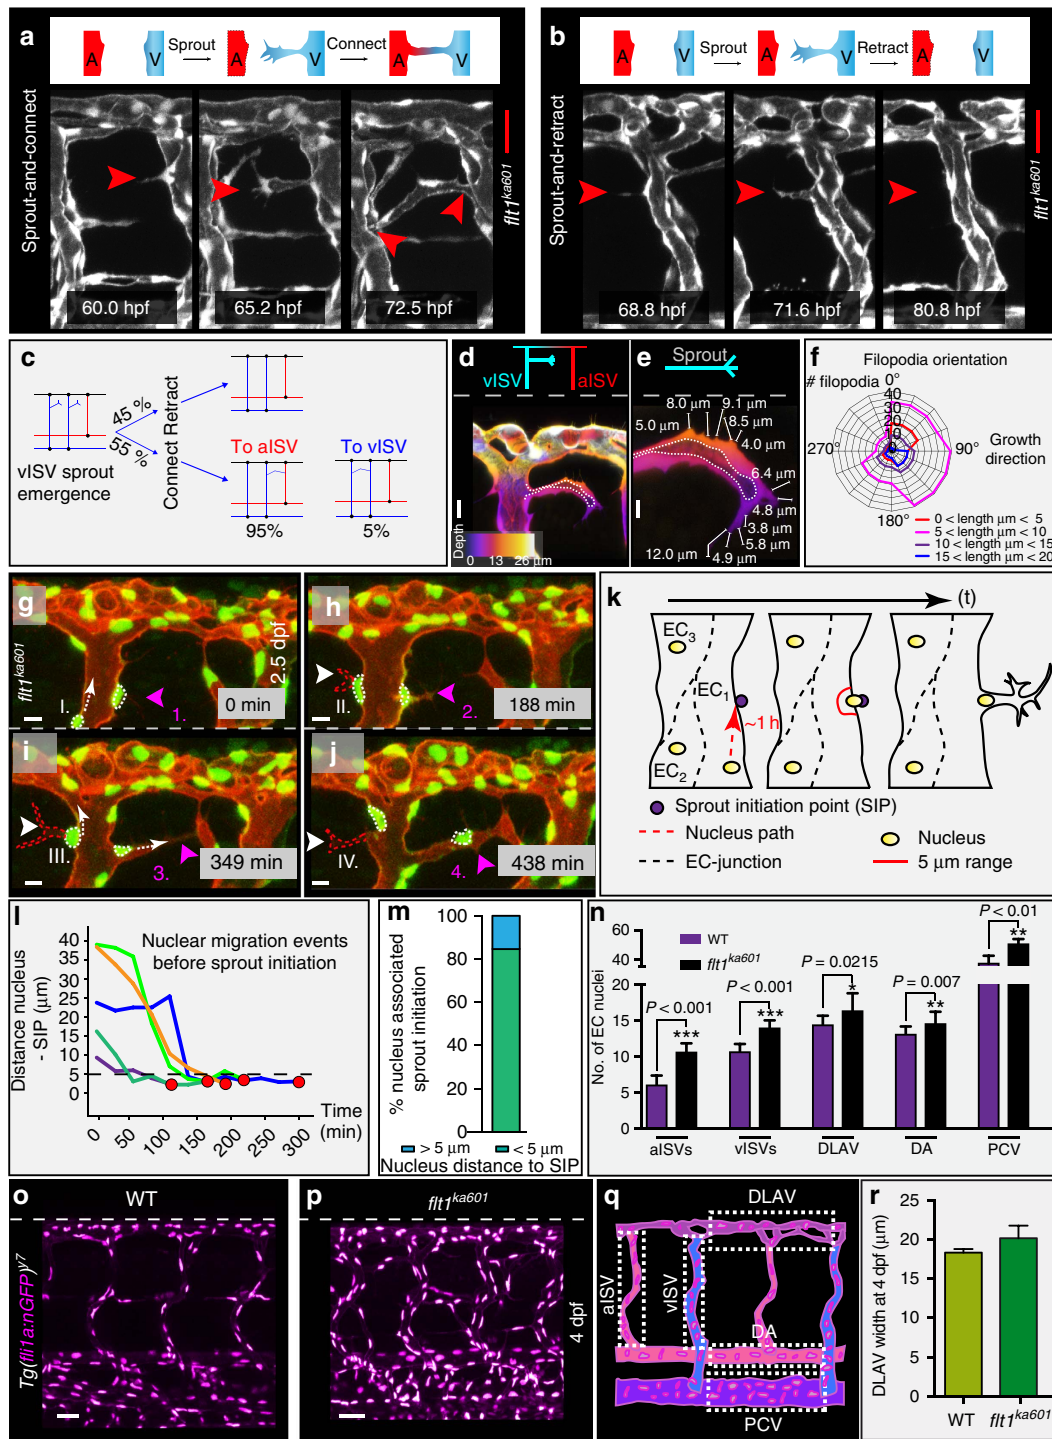 a
A V Sprout A V Connect A V
Sprout-and-connect
60.0 hpf
65.2 hpf
72.5 hpf
flt1ka601
b
A V Sprout A V Retract A V
Sprout-and-retract
68.8 hpf
71.6 hpf
80.8 hpf
flt1ka601
c
vISV sprout
emergence
45 %
55 %
Retract
Connect
To aISV
To vISV
95%
5%
d
vISV
aISV
Depth
0 13 26 µm
e
Sprout
8.0 µm
9.1 µm
5.0 µm
8.5 µm
4.0 µm
6.4 µm
4.8 µm
3.8 µm
5.8 µm
4.9 µm
12.0 µm
f
Filopodia orientation
# filopodia
0°
40
30
20
10
0
270°
90°
180°
Growth
direction
0 < length µm < 5
5 < length µm < 10
10 < length µm < 15
15 < length µm < 20
g
flt1ka601
I.
1.
2.5 dpf
0 min
h
II.
2.
188 min
i
III.
3.
349 min
j
IV.
4.
438 min
k
(t)
EC3
EC1
EC2
~1 h
Sprout initiation point (SIP)
Nucleus path
Nucleus
EC-junction
5 µm range
l
Nuclear migration events
before sprout initiation
Distance nucleus
- SIP (µm)
40
35
30
25
20
15
10
5
0
0 50 100 150 200 250 300
Time
(min)
m
% nucleus associated
sprout initiation
100
80
60
40
20
0
> 5 µm
< 5 µm
Nucleus distance to SIP
n
WT
flt1ka601
No. of EC nuclei
60
40
20
15
10
5
0
P < 0.001
***
P < 0.001
***
P = 0.0215
*
P = 0.007
**
P < 0.01
**
aISVs vISVs DLAV DA PCV
o
WT
Tg(fli1a:nGFP)y7
p
flt1ka601
4 dpf
q
DLAV
aISV
vISV
DA
PCV
r
DLAV width at 4 dpf (µm)
25
20
15
10
5
0
WT
flt1ka601